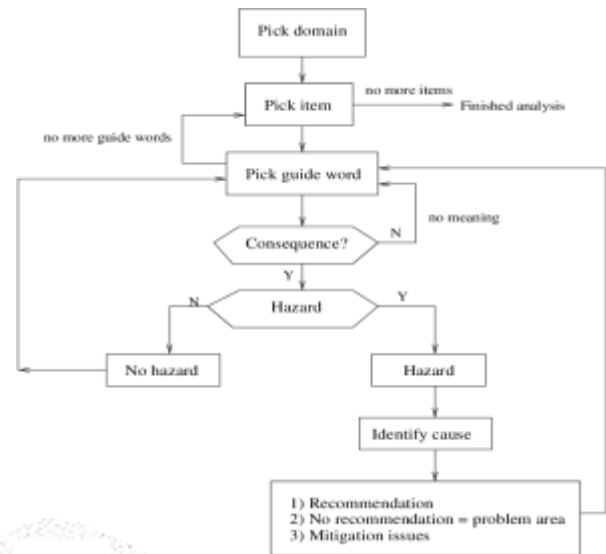 Pick domain
no more items
Pick item
Finished analysis
no more guide words
Pick guide word
no meaning
N
Consequence?
Y
N
Y
Hazard
No hazard
Hazard
Identify cause
1) Recommendation
2) No recommendation = problem area
3) Mitigation issues